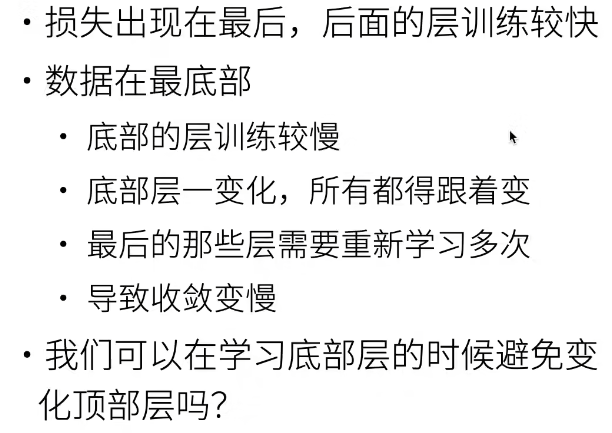 • 损失出现在最后，后面的层训练较快
• 数据在最底部
• 底部的层训练较慢
• 底部层一变化，所有都得跟着变
• 最后的那些层需要重新学习多次
• 导致收敛变慢
• 我们可以在学习底部层的时候避免变
化顶部层吗？